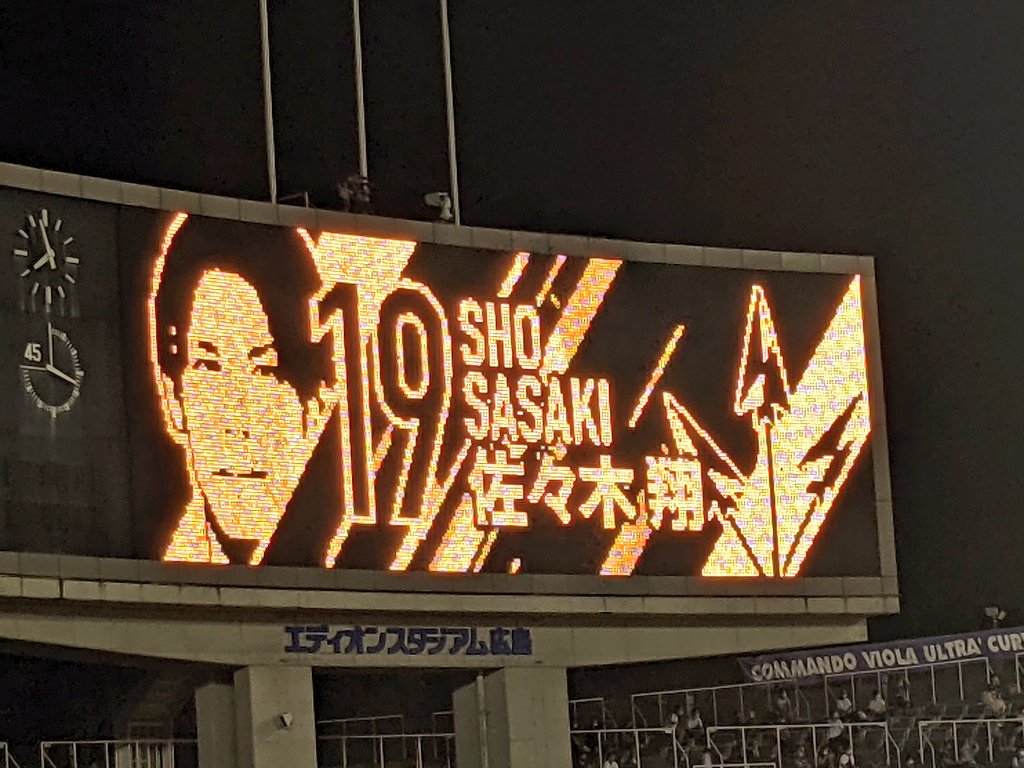 45
19
SHO
SASAKI
佐々木 翔
エディオンスタジアム広島
COMMANDO VIOLA ULTRA' CUR